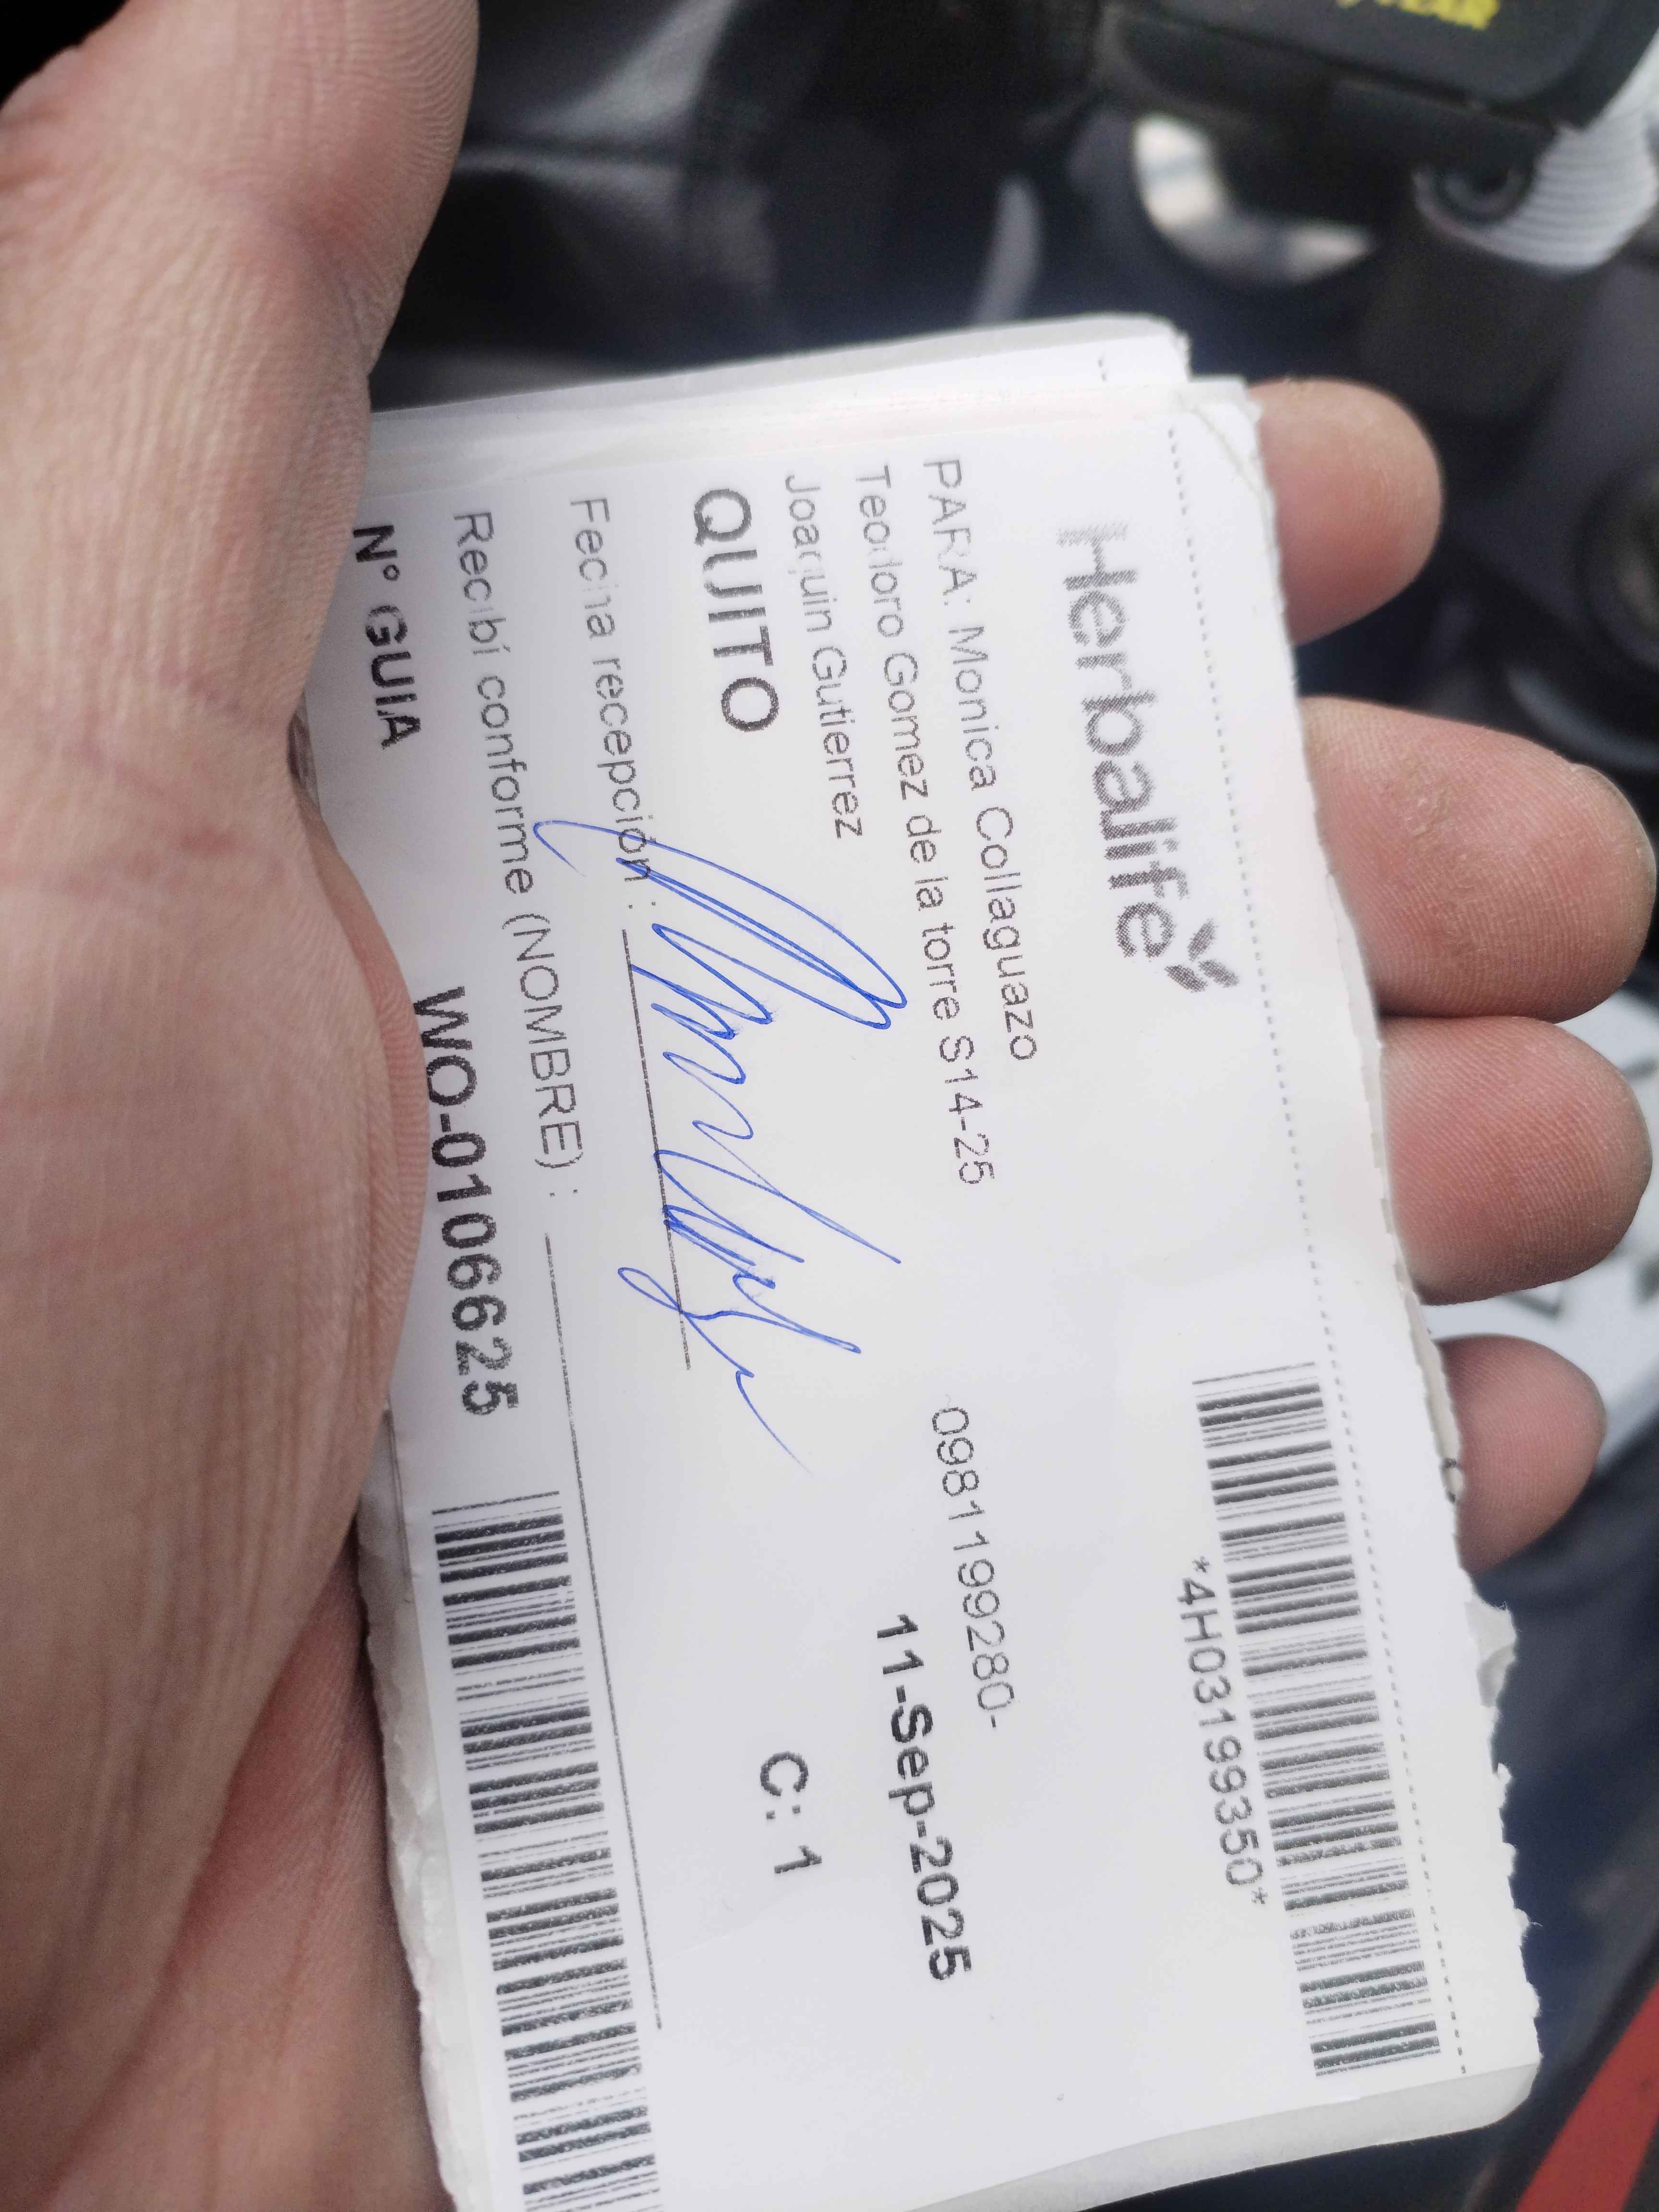 Herbalife
*4H03199350*
PARA: Monica Collaguazo
Teodoro Gomez de la torre S14-25
0981199280-
Joaquin Gutierrez
11-Sep-2025
QUITO
C: 1
Fecha recepción :
Recibí conforme (NOMBRE) :
N° GUIA
WO-0106625